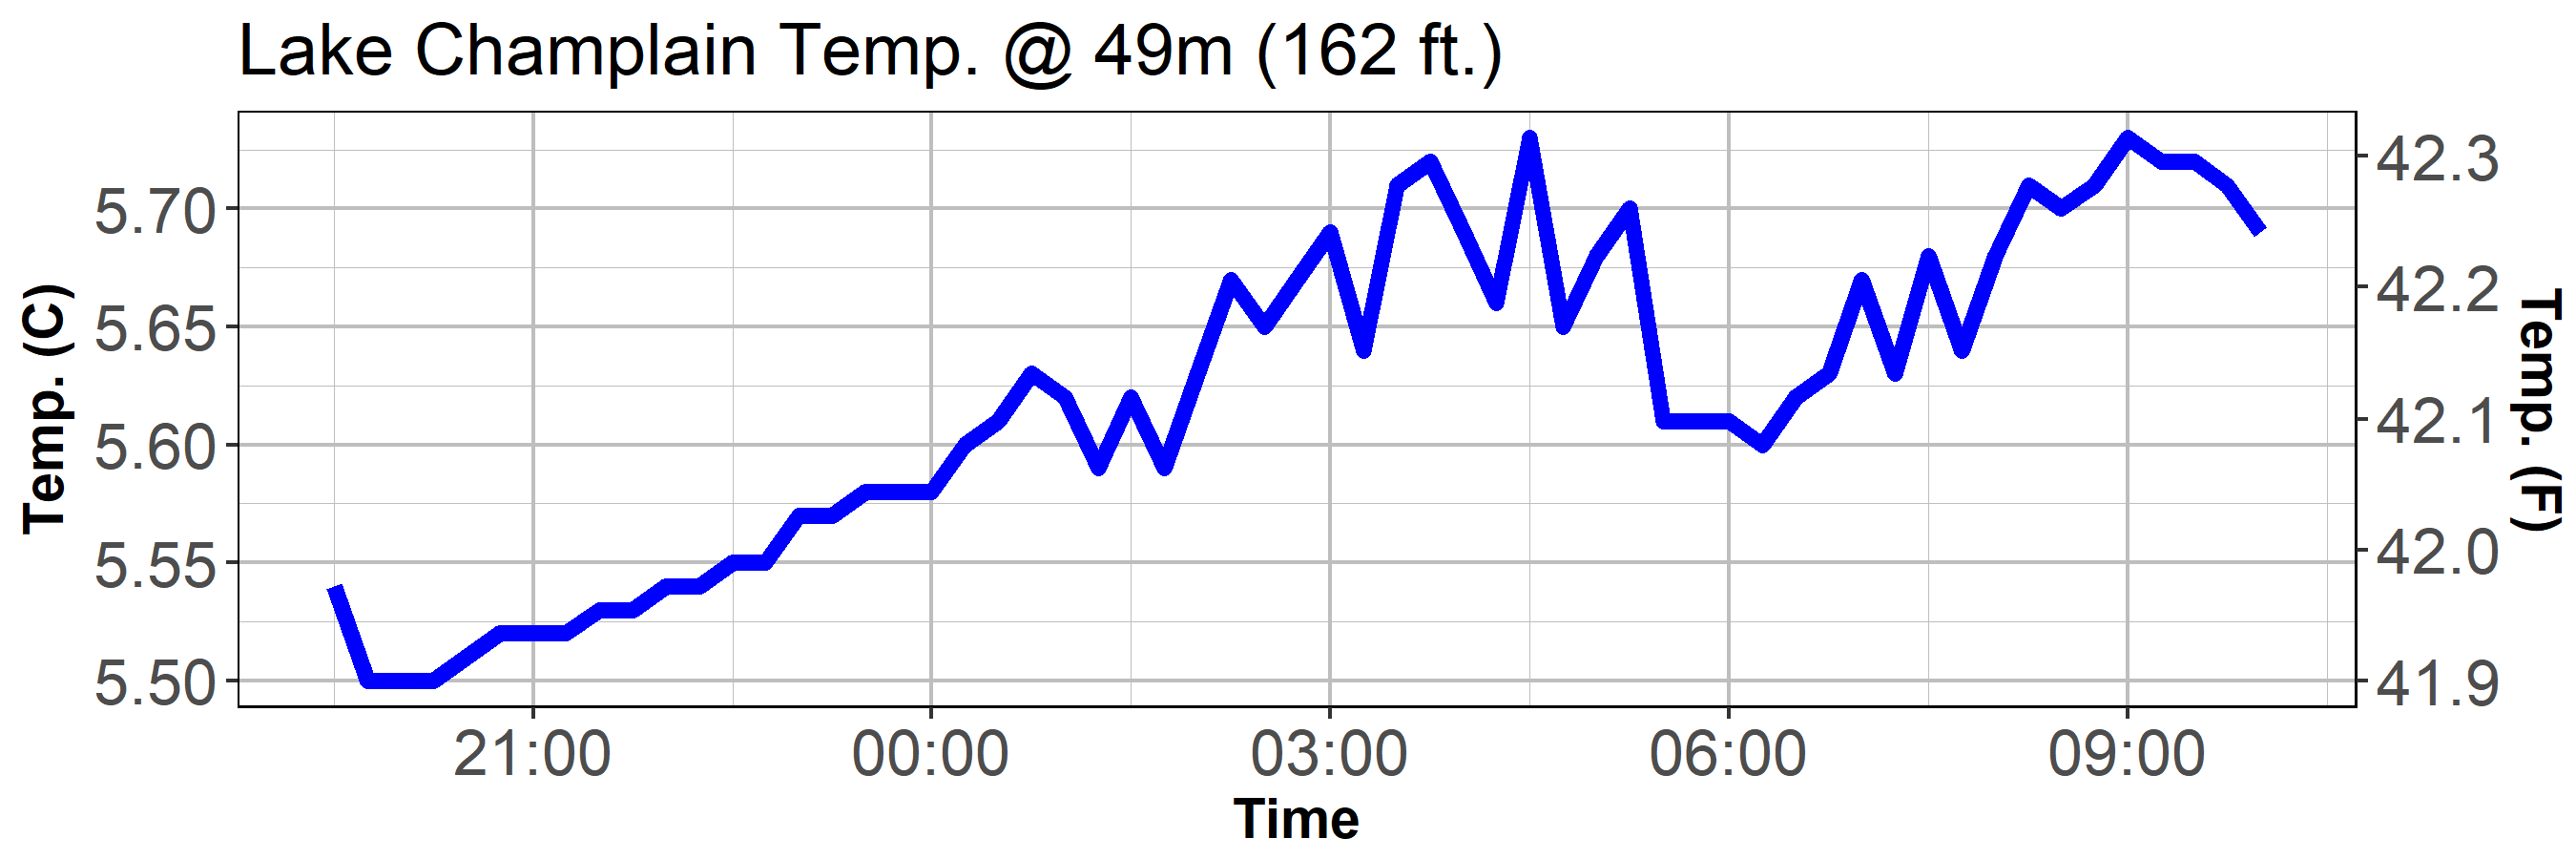 Lake Champlain Temp. @ 49m (162 ft.)
Temp. (C)
5.70
5.65
5.60
5.55
5.50
42.3
42.2
42.1
42.0
41.9
Temp. (F)
21:00 00:00 03:00 06:00 09:00
Time